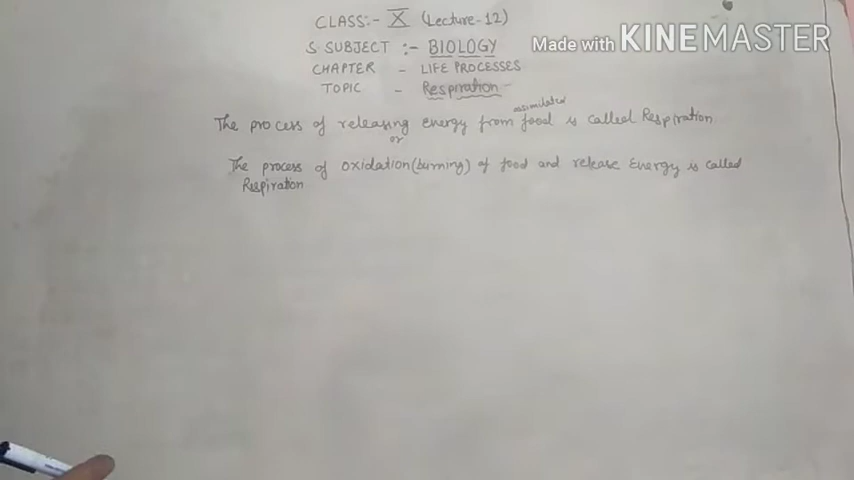 CLASS:- X (Lecture-12)
S SUBJECT :- BIOLOGY
Made with KINEMASTER
CHAPTER - LIFE PROCESSES
TOPIC - Respiration
assimilated
The process of releasing energy from food is called Respiration
or
The process of oxidation (burning) of food and release Energy is called
Respiration